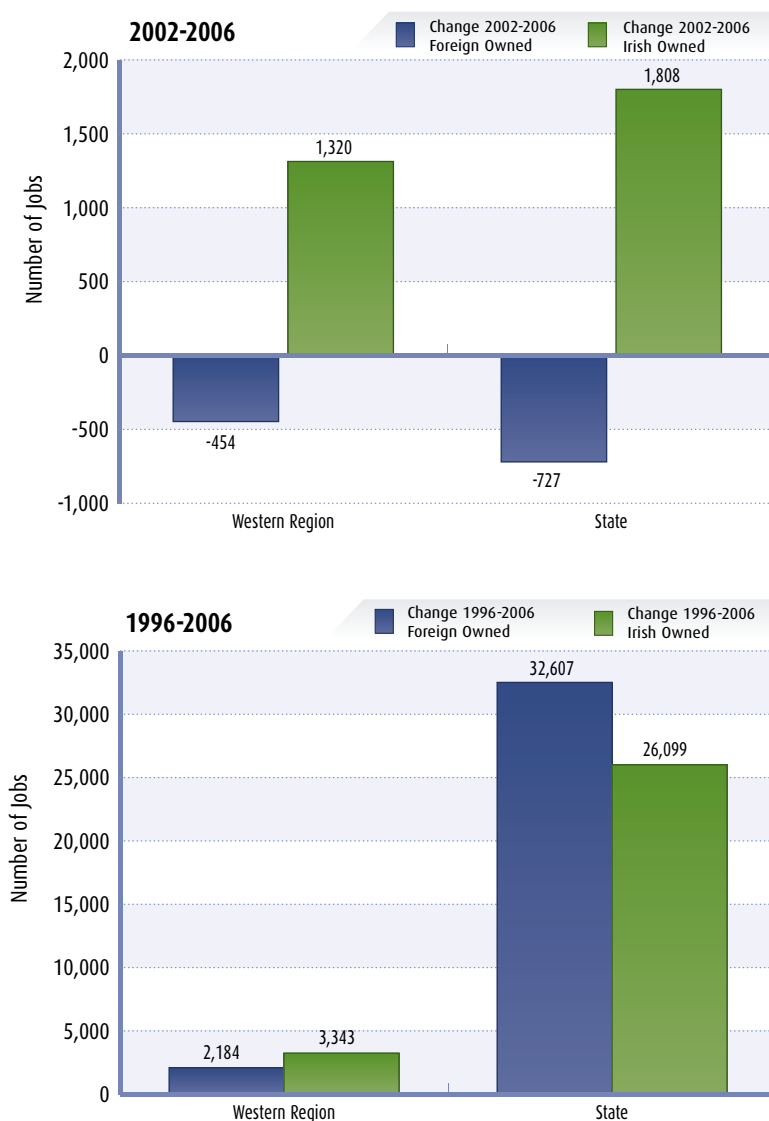 2002-2006
Change 2002-2006
Foreign Owned
Change 2002-2006
Irish Owned
Number of Jobs
2,000
1,500
1,000
500
0
-500
-1,000
1,320
1,808
-454
-727
Western Region
State
1996-2006
Change 1996-2006
Foreign Owned
Change 1996-2006
Irish Owned
Number of Jobs
35,000
30,000
25,000
20,000
15,000
10,000
5,000
0
32,607
26,099
2,184
3,343
Western Region
State